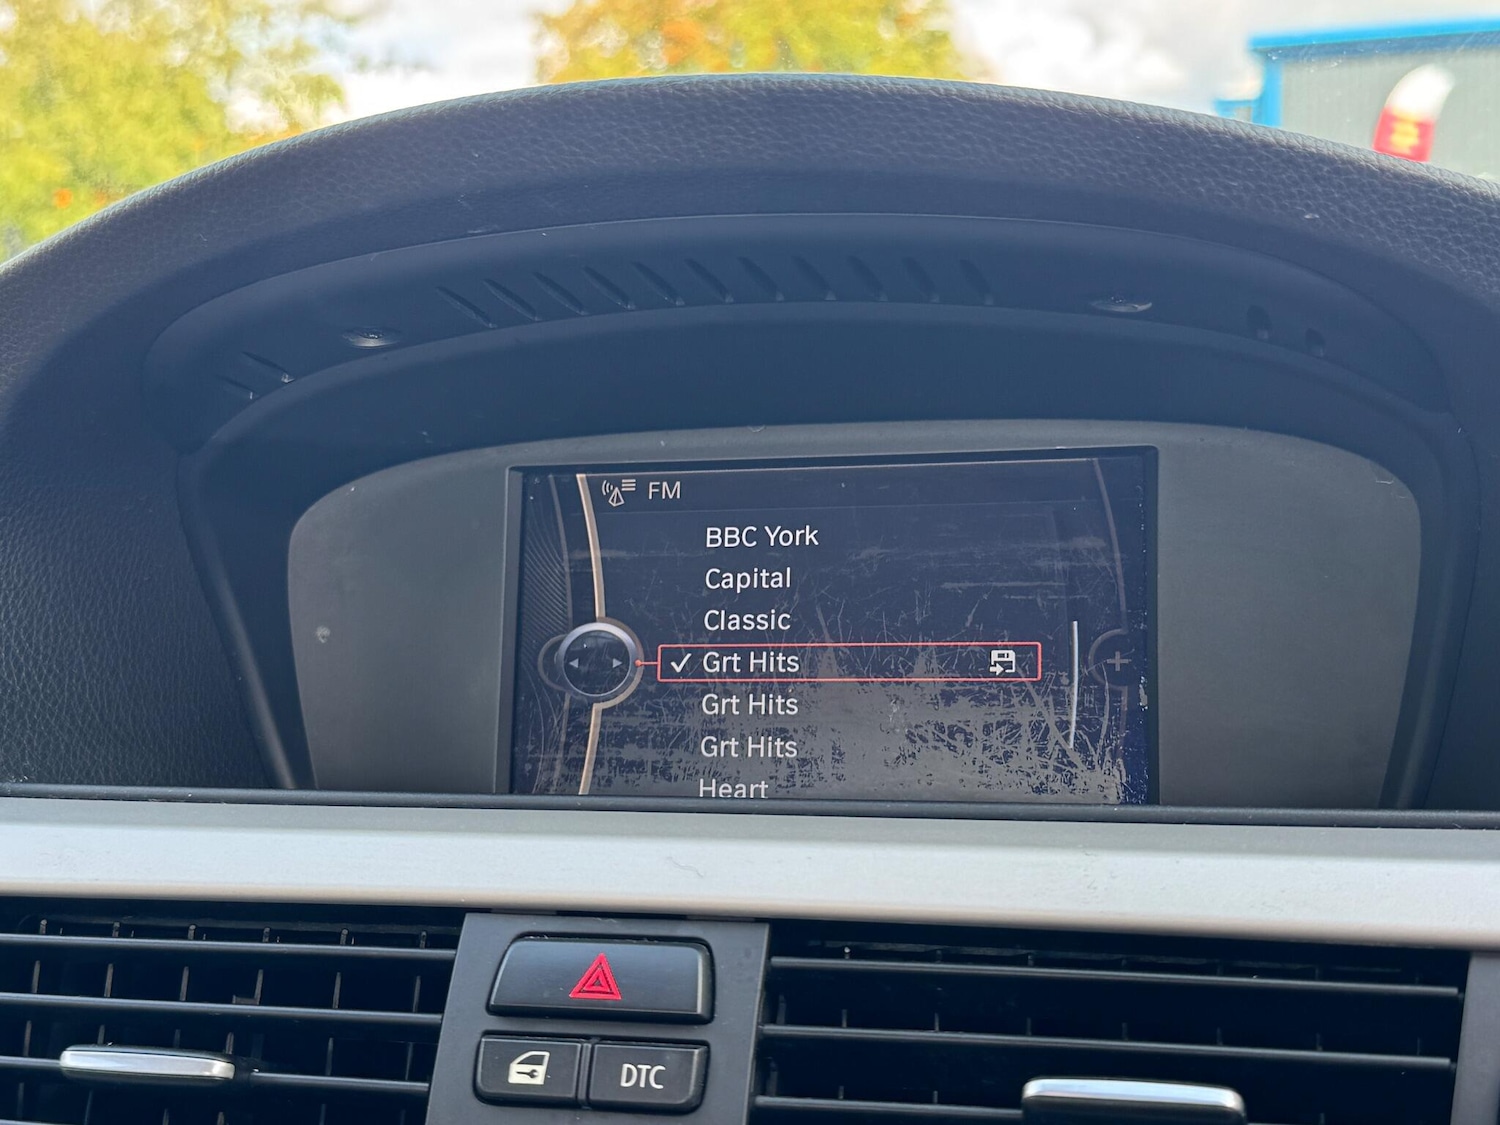 FM
BBC York
Capital
Classic
Grt Hits
Grt Hits
Grt Hits
Heart
DTC